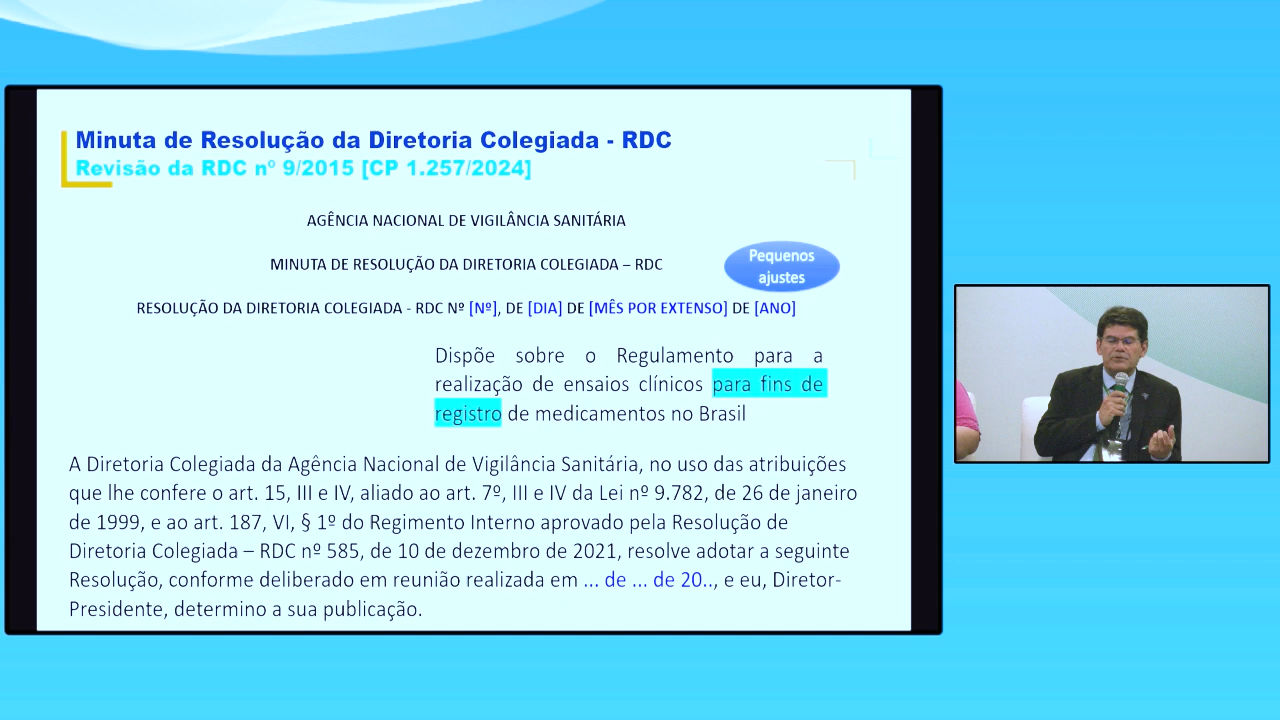 Minuta de Resolução da Diretoria Colegiada - RDC
Revisão da RDC nº 9/2015 [CP 1.257/2024]
AGÊNCIA NACIONAL DE VIGILÂNCIA SANITÁRIA
MINUTA DE RESOLUÇÃO DA DIRETORIA COLEGIADA – RDC
Pequenos
ajustes
RESOLUÇÃO DA DIRETORIA COLEGIADA - RDC Nº [Nº], DE [DIA] DE [MÊS POR EXTENSO] DE [ANO]
Dispõe sobre o Regulamento para a
realização de ensaios clínicos para fins de
registro de medicamentos no Brasil
A Diretoria Colegiada da Agência Nacional de Vigilância Sanitária, no uso das atribuições
que lhe confere o art. 15, III e IV, aliado ao art. 7º, III e IV da Lei nº 9.782, de 26 de janeiro
de 1999, e ao art. 187, VI, § 1º do Regimento Interno aprovado pela Resolução de
Diretoria Colegiada – RDC nº 585, de 10 de dezembro de 2021, resolve adotar a seguinte
Resolução, conforme deliberado em reunião realizada em ... de ... de 20.., e eu, Diretor-
Presidente, determino a sua publicação.